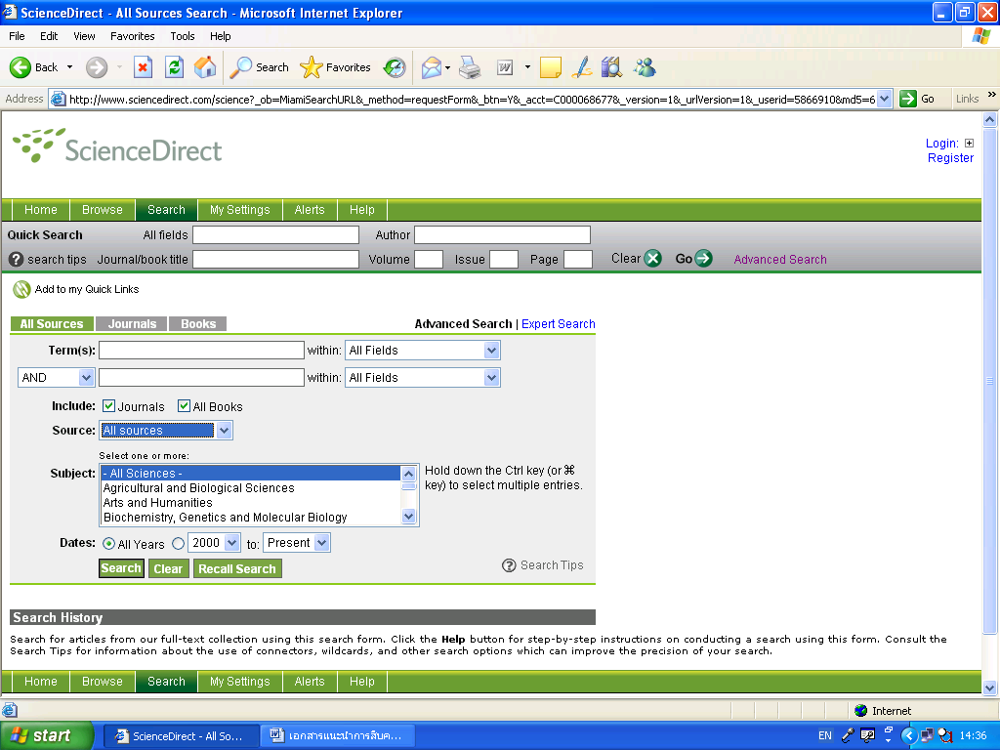 ScienceDirect - All Sources Search - Microsoft Internet Explorer
File Edit View Favorites Tools Help
Back Search Favorites
Address http://www.sciencedirect.com/science?_ob=MiamiSearchURL&_method=requestForm&_btn=Y&_acct=C000068677&_version=1&_urlVersion=1&_userid=5866910&md5=6 Go Links »
ScienceDirect
Login:
Register
Home Browse Search My Settings Alerts Help
Quick Search All fields Author
? search tips Journal/book title Volume Issue Page Clear Go Advanced Search
Add to my Quick Links
All Sources Journals Books Advanced Search | Expert Search
Term(s): within: All Fields
AND within: All Fields
Include: Journals All Books
Source: All sources
Select one or more:
Subject: - All Sciences - Hold down the Ctrl key (or ⌘
Agricultural and Biological Sciences key) to select multiple entries.
Arts and Humanities
Biochemistry, Genetics and Molecular Biology
Dates: All Years 2000 to: Present
Search Clear Recall Search ? Search Tips
Search History
Search for articles from our full-text collection using this search form. Click the Help button for step-by-step instructions on conducting a search using this form. Consult the
Search Tips for information about the use of connectors, wildcards, and other search options which can improve the precision of your search.
Home Browse Search My Settings Alerts Help
Internet
start ScienceDirect - All So... เอกสารแนะนำการสืบค... EN 14:36